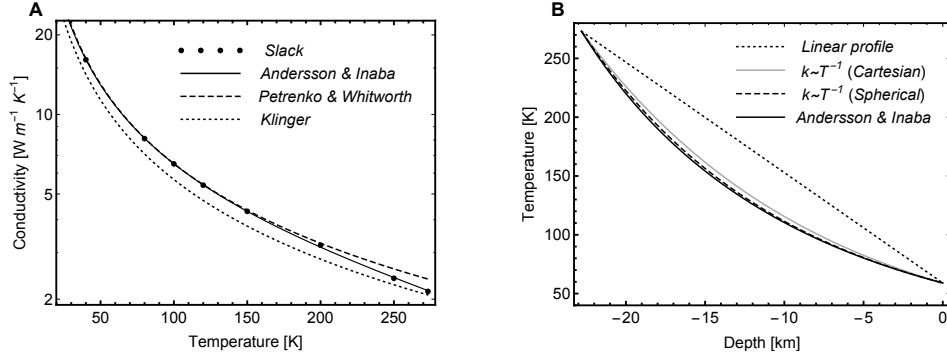 A
20
10
5
2
50
100
150
200
250
Temperature [K]
Conductivity [W m⁻¹ K⁻¹]
Slack
Andersson & Inaba
Petrenko & Whitworth
Klinger
B
250
200
150
100
50
−20
−15
−10
−5
0
Depth [km]
Temperature [K]
Linear profile
k~T⁻¹ (Cartesian)
k~T⁻¹ (Spherical)
Andersson & Inaba